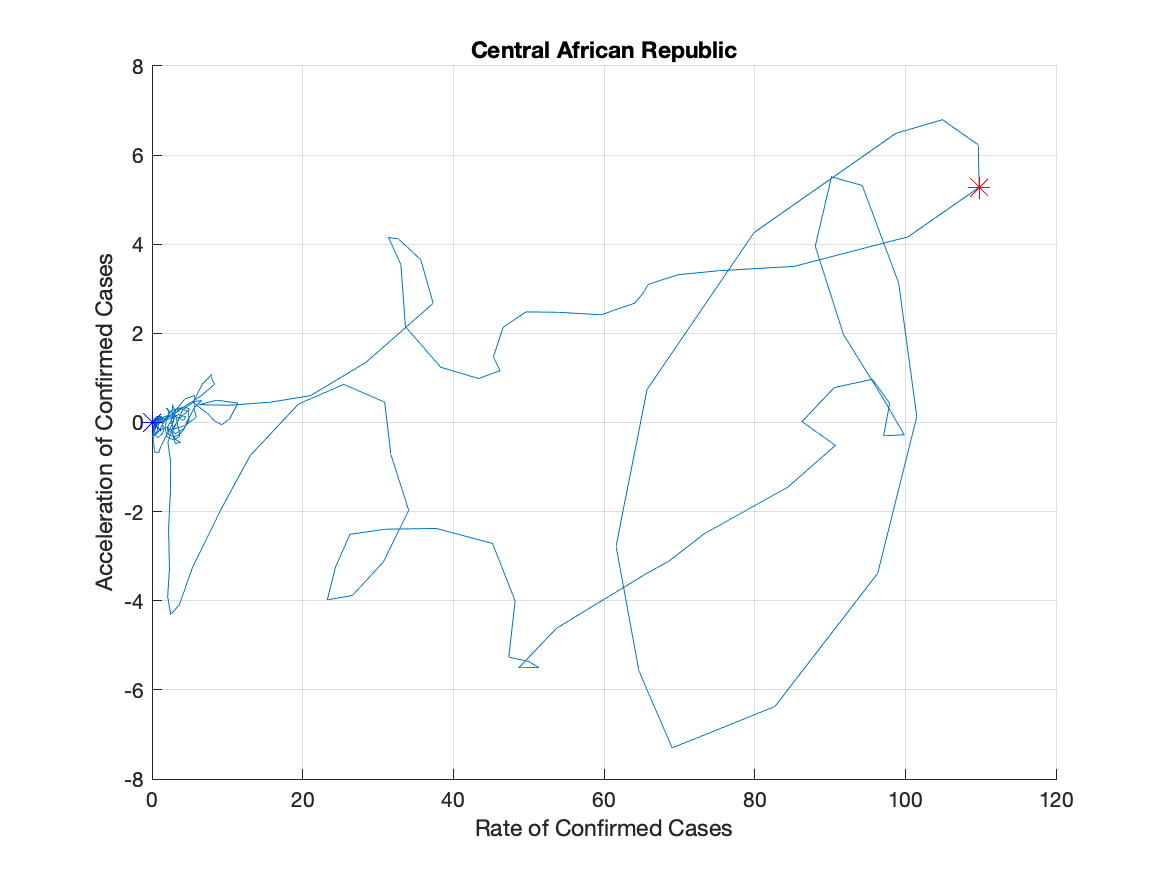 Central African Republic
8
6
4
2
0
-2
-4
-6
-8
0 20 40 60 80 100 120
Rate of Confirmed Cases
Acceleration of Confirmed Cases